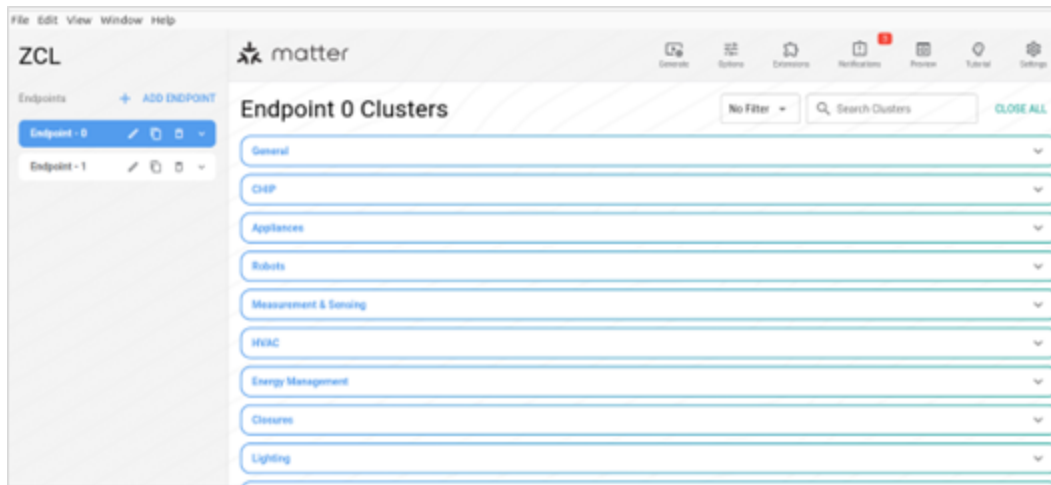 File Edit View Window Help
ZCL
matter
Generate Options Extensions Notifications Preview Tutorial Settings
Endpoints + ADD ENDPOINT
Endpoint 0 Clusters
No Filter
Search Clusters
CLOSE ALL
Endpoint - 0
Endpoint - 1
General
CHIP
Appliances
Robots
Measurement & Sensing
HVAC
Energy Management
Closures
Lighting